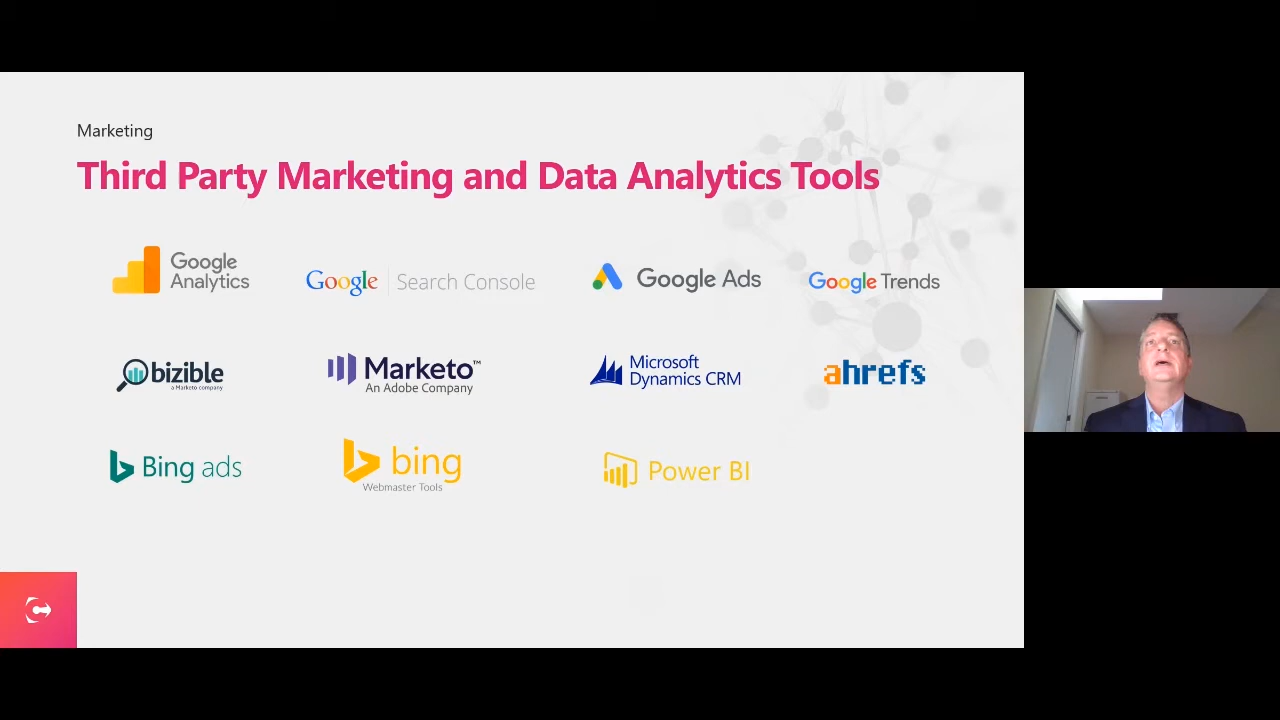 Marketing
Third Party Marketing and Data Analytics Tools
Google
Analytics
Google Search Console
Google Ads
Google Trends
bizible
a Marketo company
Marketo™
An Adobe Company
Microsoft
Dynamics CRM
ahrefs
Bing ads
bing
Webmaster Tools
Power BI